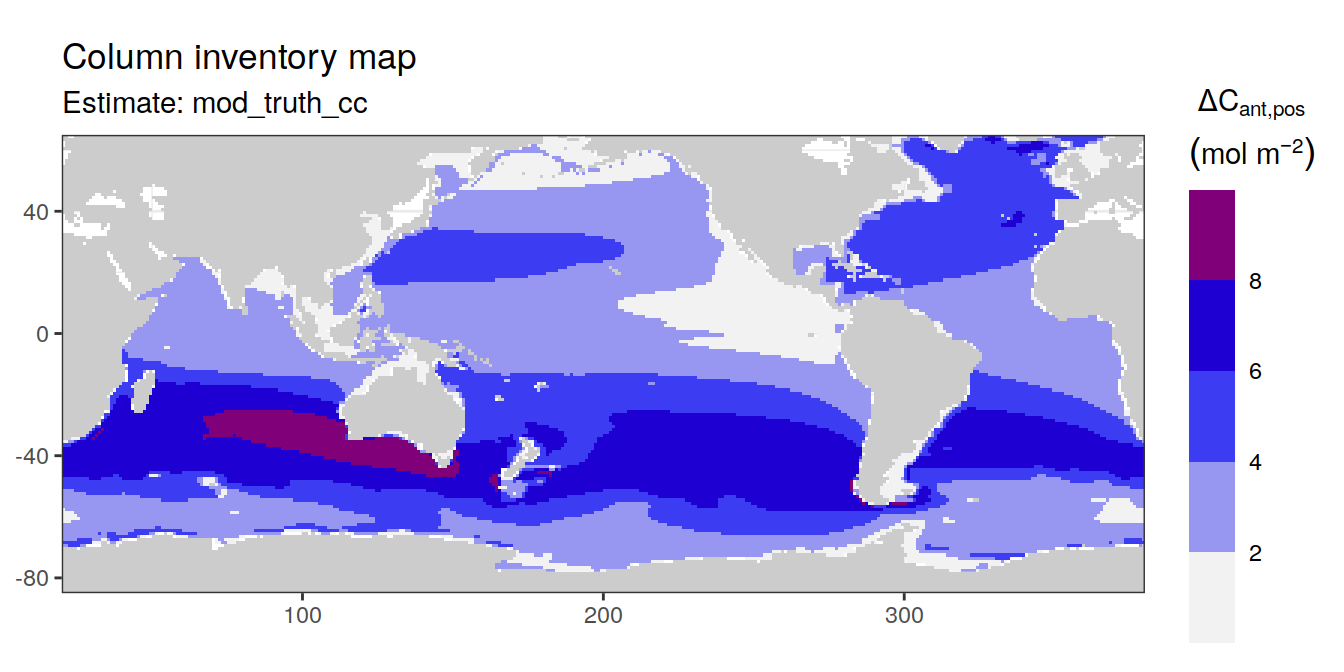 Column inventory map
Estimate: mod_truth_cc
ΔCant,pos
(mol m−2)
8
6
4
2
40
0
-40
-80
100 200 300